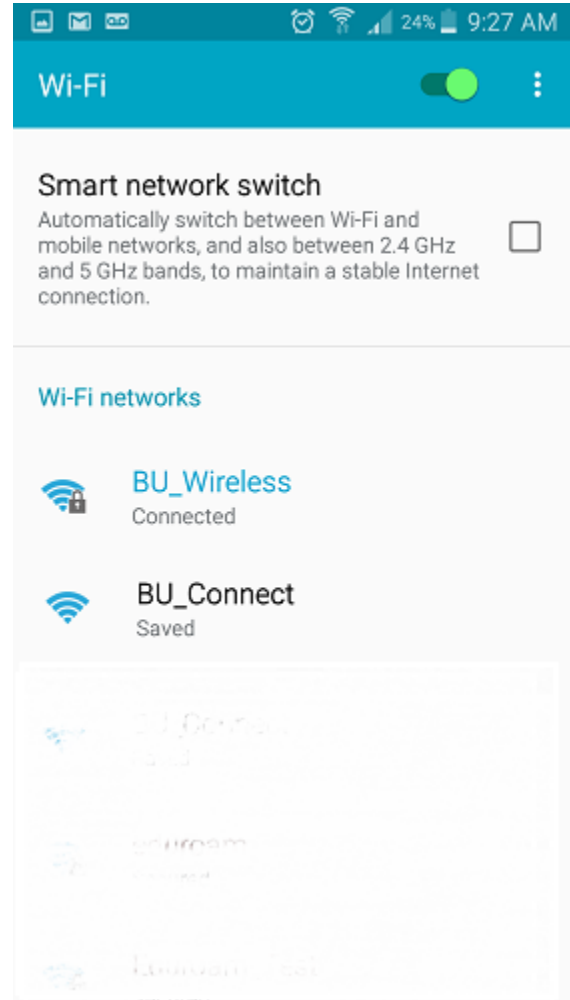 24% 9:27 AM
Wi-Fi
Smart network switch
Automatically switch between Wi-Fi and
mobile networks, and also between 2.4 GHz
and 5 GHz bands, to maintain a stable Internet
connection.
Wi-Fi networks
BU_Wireless
Connected
BU_Connect
Saved